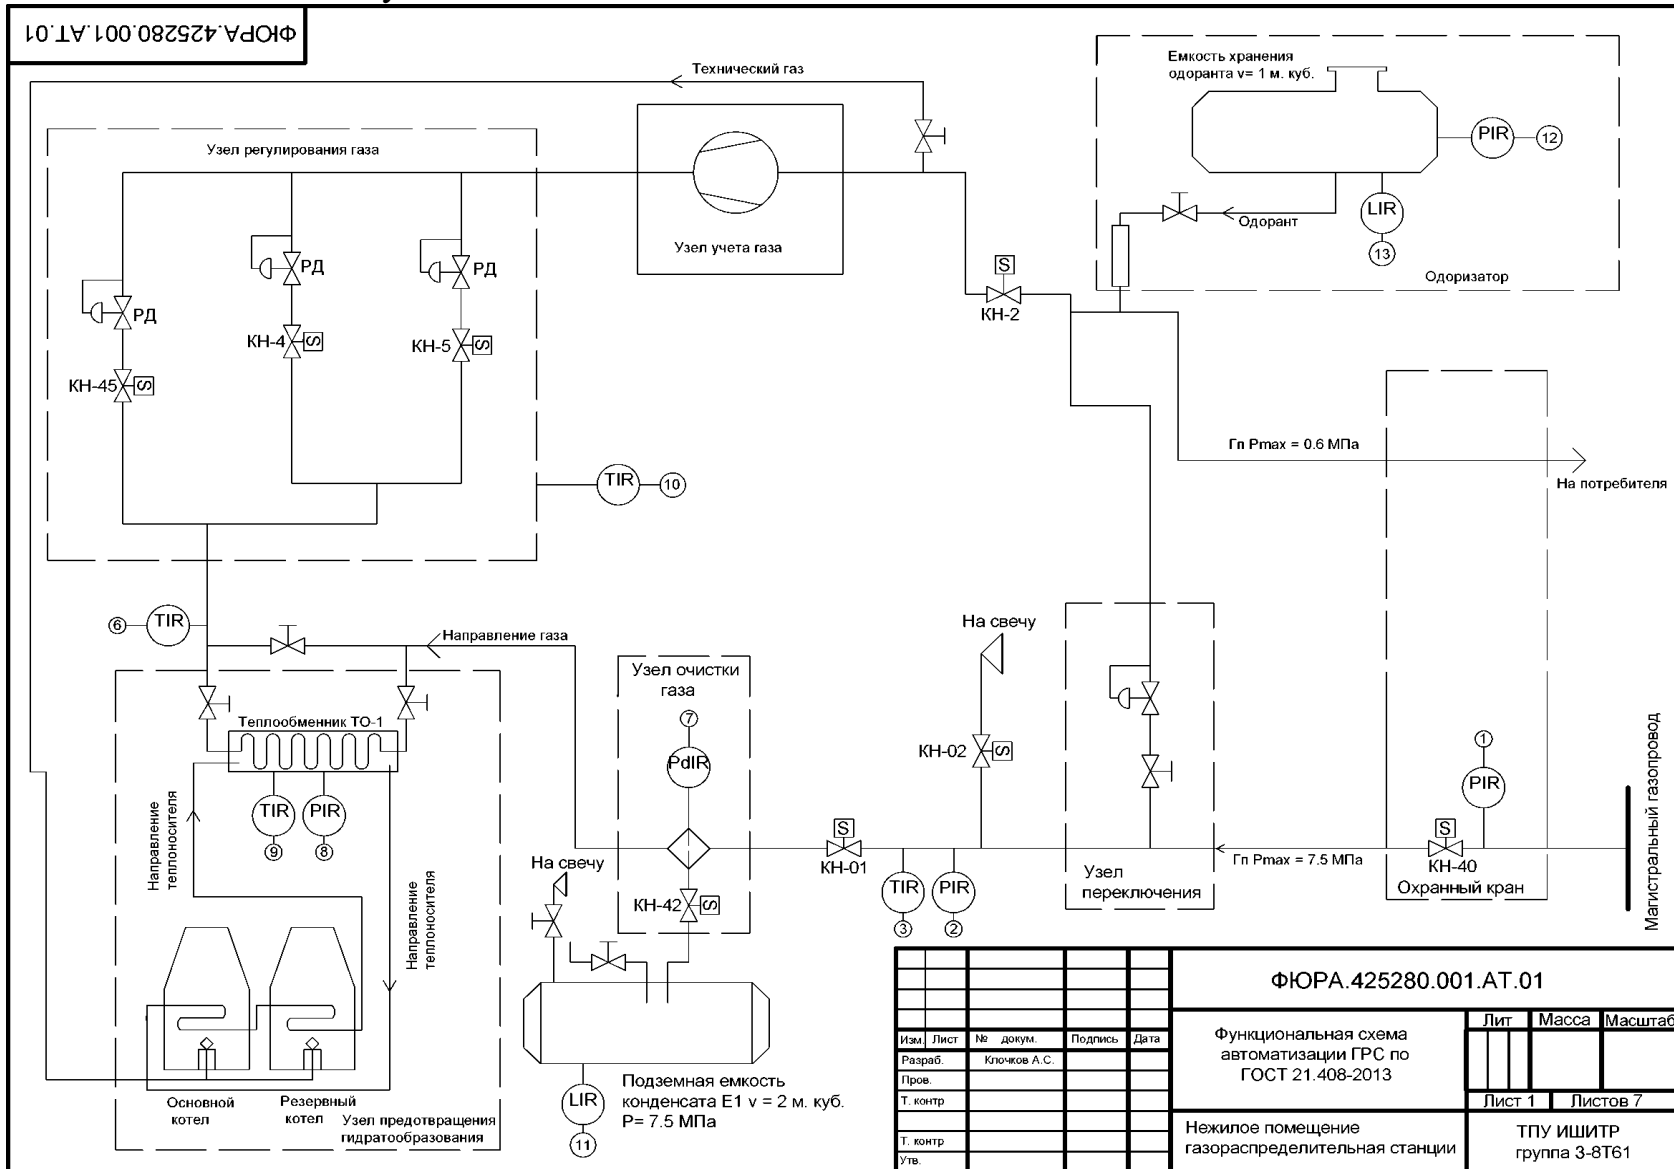 ФЮРА.425280.001.АТ.01
Технический газ
Узел регулирования газа
РД
РД
РД
КН-4
S
КН-5
S
КН-45
S
TIR
10
Узел учета газа
Емкость хранения
одоранта v= 1 м. куб.
PIR
12
LIR
13
Одорант
Одоризатор
S
КН-2
Гп Pmax = 0.6 МПа
На потребителя
6
TIR
Направление газа
Теплообменник ТО-1
TIR
9
PIR
8
Направление
теплоносителя
Направление
теплоносителя
Основной
котел
Резервный
котел
Узел предотвращения
гидратообразования
Узел очистки
газа
7
PdIR
КН-42
S
На свечу
LIR
11
Подземная емкость
конденсата Е1 v = 2 м. куб.
P= 7.5 МПа
S
КН-01
TIR
3
PIR
2
На свечу
КН-02
S
Узел
переключения
Гп Pmax = 7.5 МПа
1
PIR
S
КН-40
Охранный кран
Магистральный газопровод
ФЮРА.425280.001.АТ.01
Изм.
Лист
№ докум.
Подпись
Дата
Разраб.
Клочков А.С.
Пров.
Т. контр
Т. контр
Утв.
Функциональная схема
автоматизации ГРС по
ГОСТ 21.408-2013
Лит
Масса
Масштаб
Лист 1
Листов 7
Нежилое помещение
газораспределительная станции
ТПУ ИШИТР
группа З-8Т61